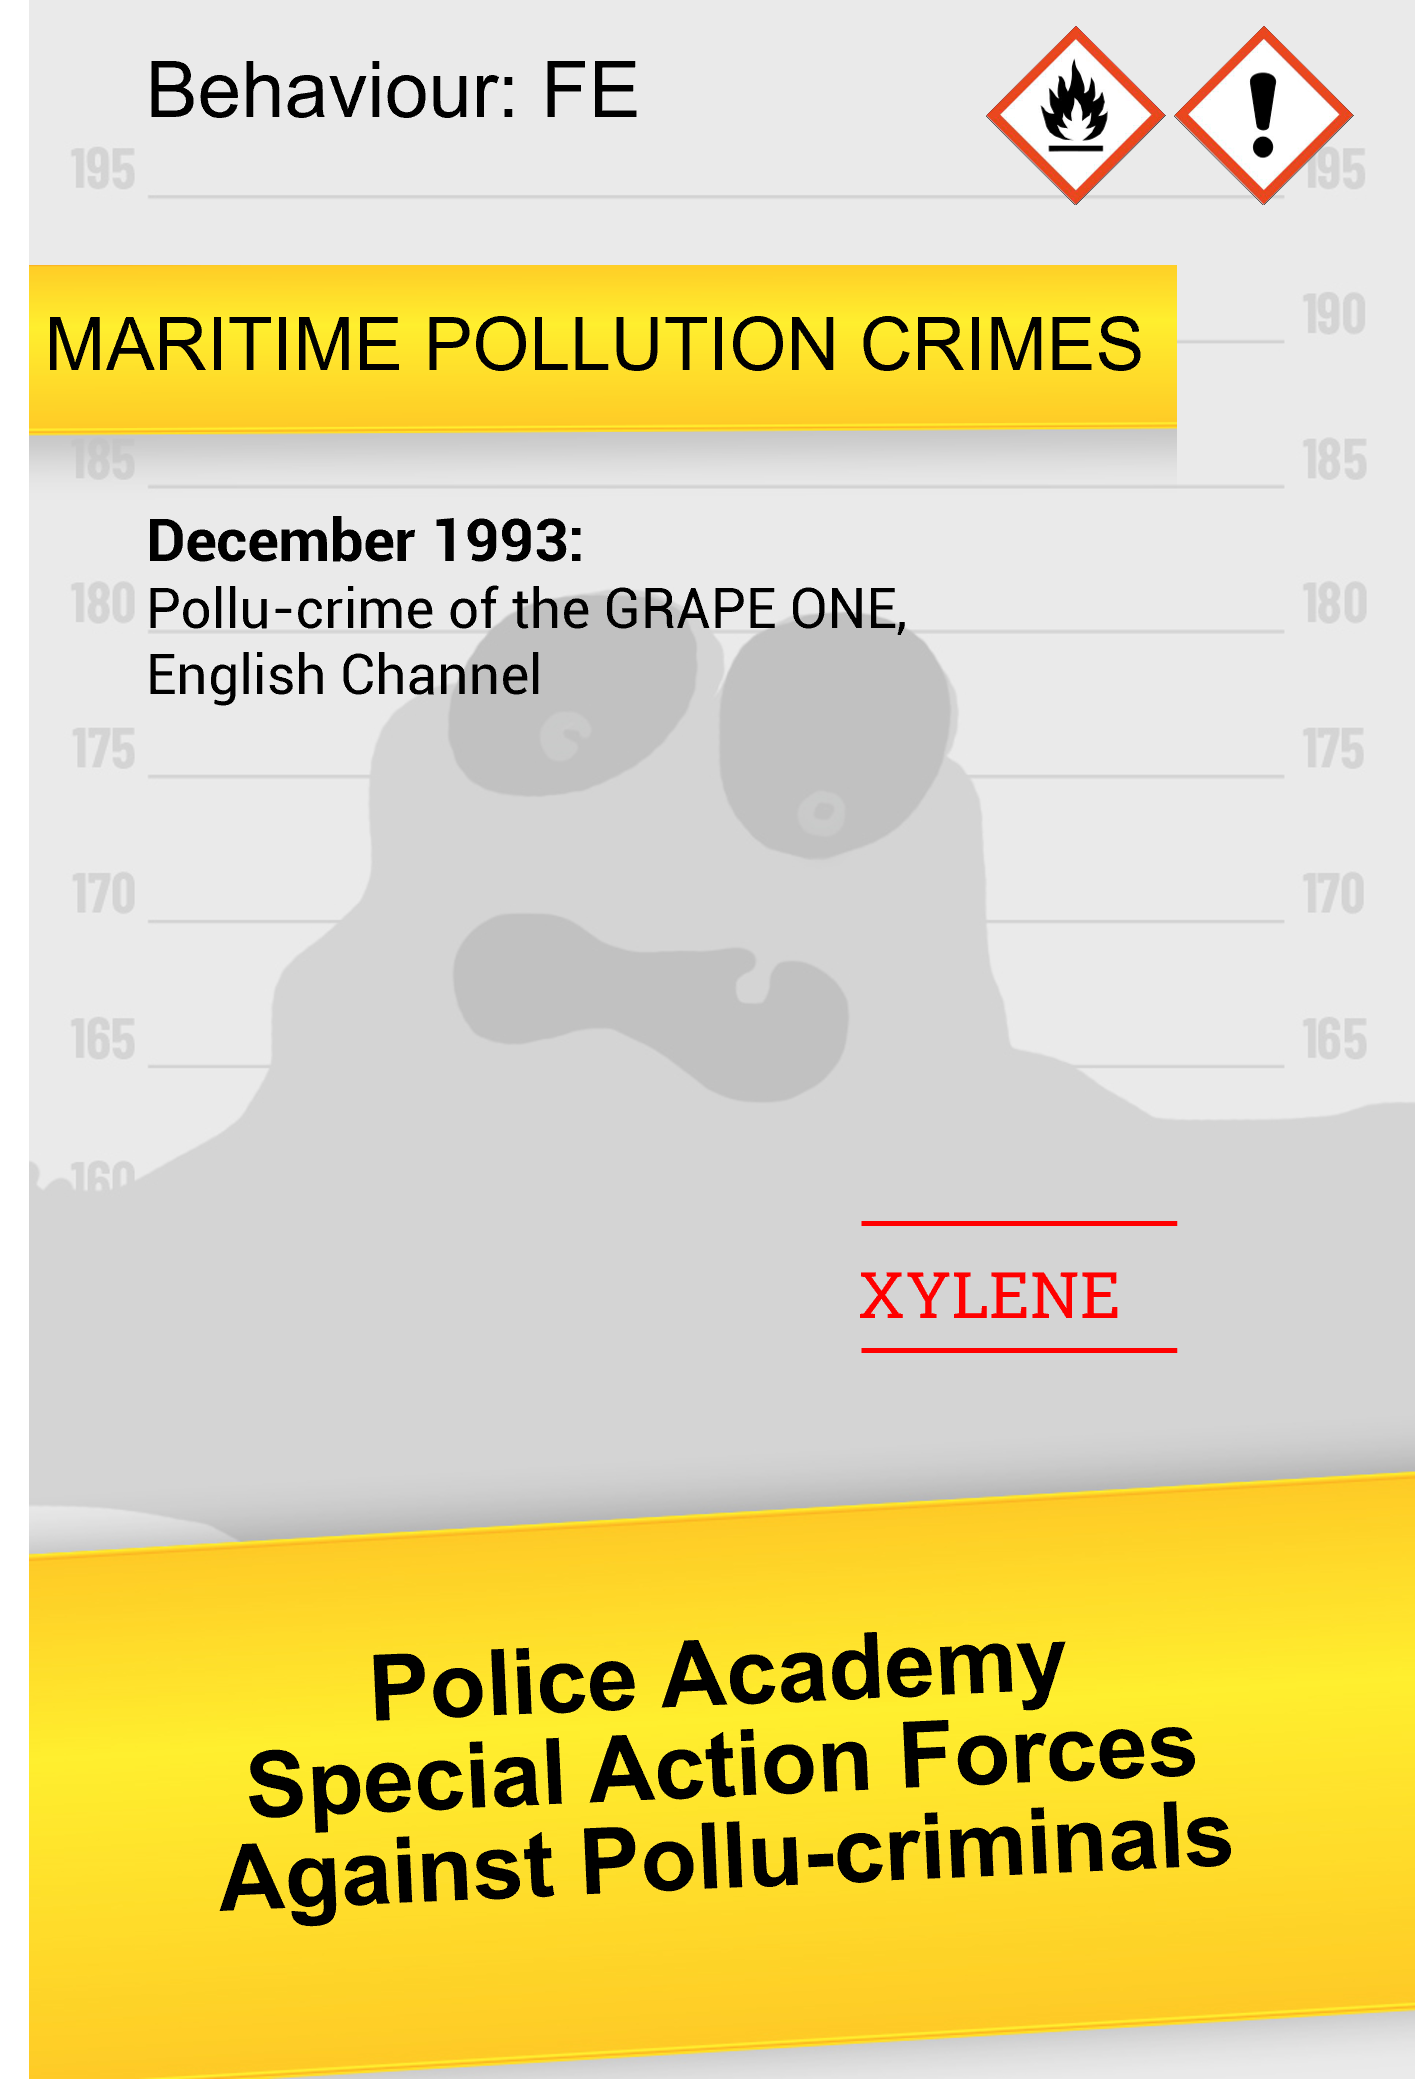 Behaviour: FE
195
195
MARITIME POLLUTION CRIMES
190
185
185
December 1993:
180
Pollu-crime of the GRAPE ONE,
180
English Channel
175
175
170
170
165
165
160
XYLENE
Police Academy
Special Action Forces
Against Pollu-criminals